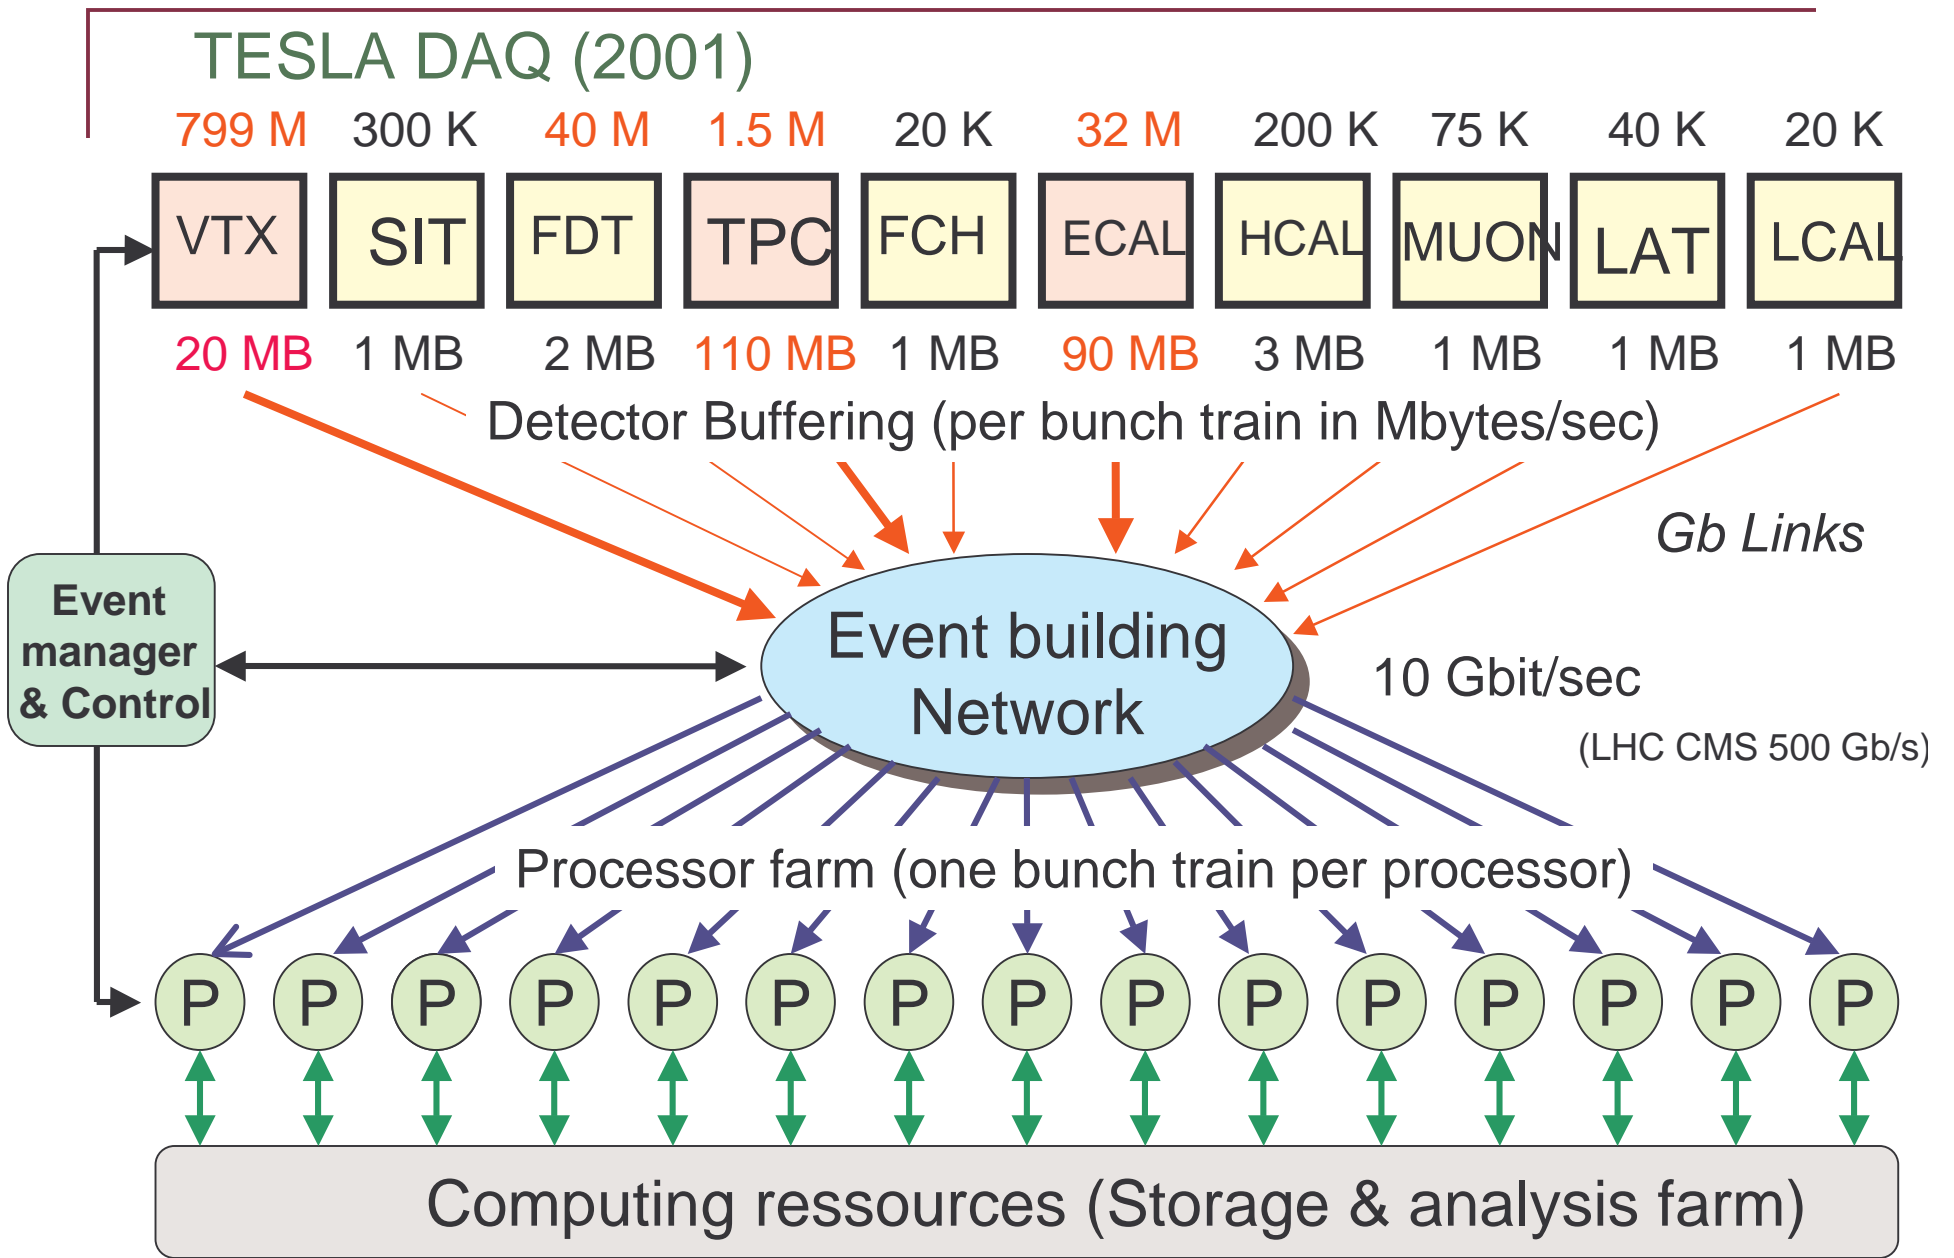 TESLA DAQ (2001)
799 M 300 K 40 M 1.5 M 20 K 32 M 200 K 75 K 40 K 20 K
VTX SIT FDT TPC FCH ECAL HCAL MUON LAT LCAL
20 MB 1 MB 2 MB 110 MB 1 MB 90 MB 3 MB 1 MB 1 MB 1 MB
Detector Buffering (per bunch train in Mbytes/sec)
Gb Links
Event
manager
& Control
Event building
Network
10 Gbit/sec
(LHC CMS 500 Gb/s)
Processor farm (one bunch train per processor)
P P P P P P P P P P P P P P P
Computing ressources (Storage & analysis farm)